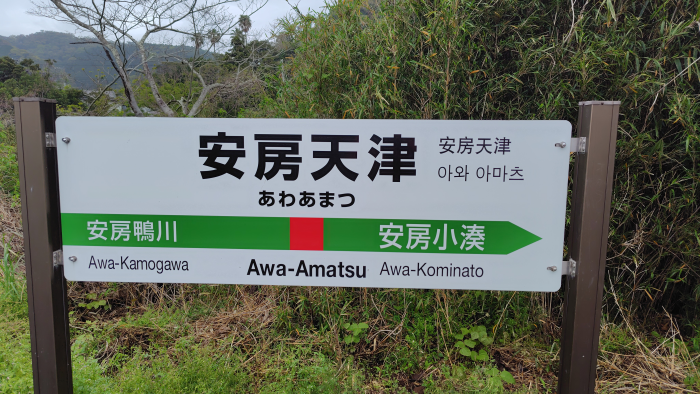 安房天津
安房天津
아와 아마츠
あわあまつ
安房鴨川 安房小湊
Awa-Kamogawa Awa-Amatsu Awa-Kominato